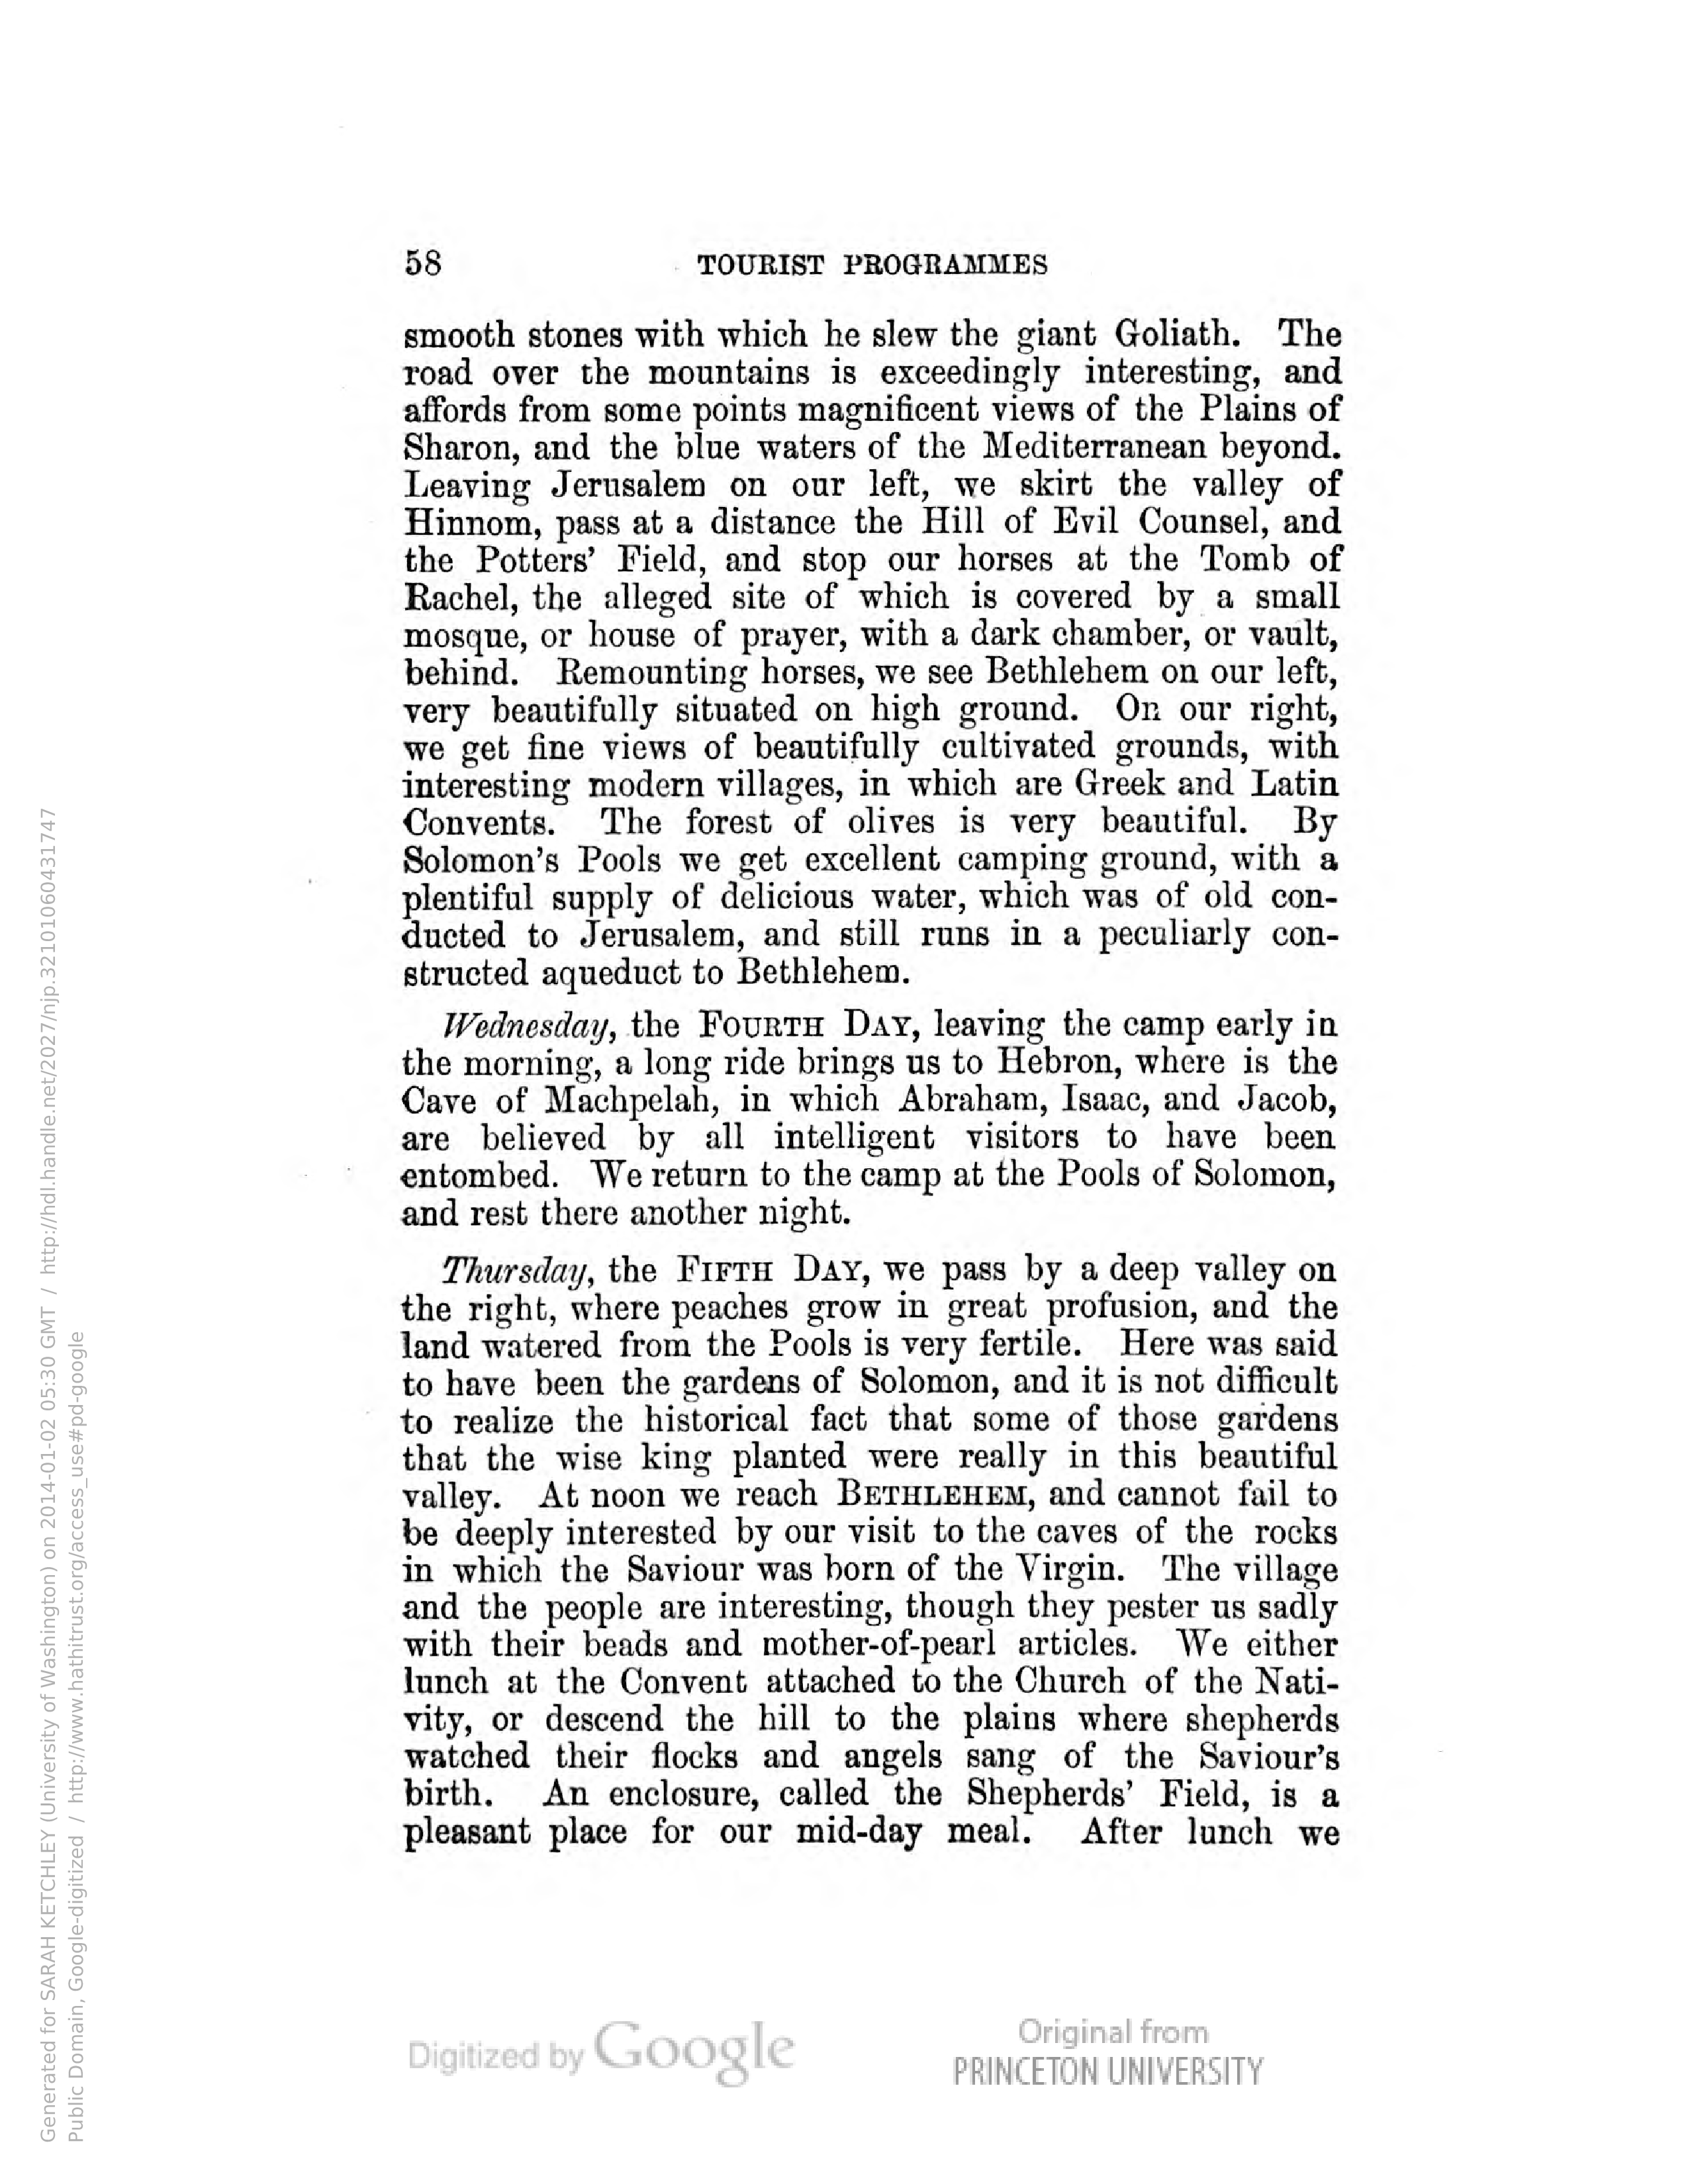 58 TOURIST PROGRAMMES
smooth stones with which he slew the giant Goliath. The
road over the mountains is exceedingly interesting, and
affords from some points magnificent views of the Plains of
Sharon, and the blue waters of the Mediterranean beyond.
Leaving Jerusalem on our left, we skirt the valley of
Hinnom, pass at a distance the Hill of Evil Counsel, and
the Potters’ Field, and stop our horses at the Tomb of
Rachel, the alleged site of which is covered by a small
mosque, or house of prayer, with a dark chamber, or vault,
behind. Remounting horses, we see Bethlehem on our left,
very beautifully situated on high ground. On our right,
we get fine views of beautifully cultivated grounds, with
interesting modern villages, in which are Greek and Latin
Convents. The forest of olives is very beautiful. By
Solomon’s Pools we get excellent camping ground, with a
plentiful supply of delicious water, which was of old con-
ducted to Jerusalem, and still runs in a peculiarly con-
structed aqueduct to Bethlehem.
Wednesday, the FOURTH DAY, leaving the camp early in
the morning, a long ride brings us to Hebron, where is the
Cave of Machpelah, in which Abraham, Isaac, and Jacob,
are believed by all intelligent visitors to have been
entombed. We return to the camp at the Pools of Solomon,
and rest there another night.
Thursday, the FIFTH DAY, we pass by a deep valley on
the right, where peaches grow in great profusion, and the
land watered from the Pools is very fertile. Here was said
to have been the gardens of Solomon, and it is not difficult
to realize the historical fact that some of those gardens
that the wise king planted were really in this beautiful
valley. At noon we reach BETHLEHEM, and cannot fail to
be deeply interested by our visit to the caves of the rocks
in which the Saviour was born of the Virgin. The village
and the people are interesting, though they pester us sadly
with their beads and mother-of-pearl articles. We either
lunch at the Convent attached to the Church of the Nati-
vity, or descend the hill to the plains where shepherds
watched their flocks and angels sang of the Saviour’s
birth. An enclosure, called the Shepherds’ Field, is a
pleasant place for our mid-day meal. After lunch we
Generated for SARAH KETCHLEY (University of Washington) on 2014-01-02 05:30 GMT / http://hdl.handle.net/2027/njp.32101060431747
Public Domain, Google-digitized / http://www.hathitrust.org/access_use#pd-google
Digitized by Google
Original from
PRINCETON UNIVERSITY